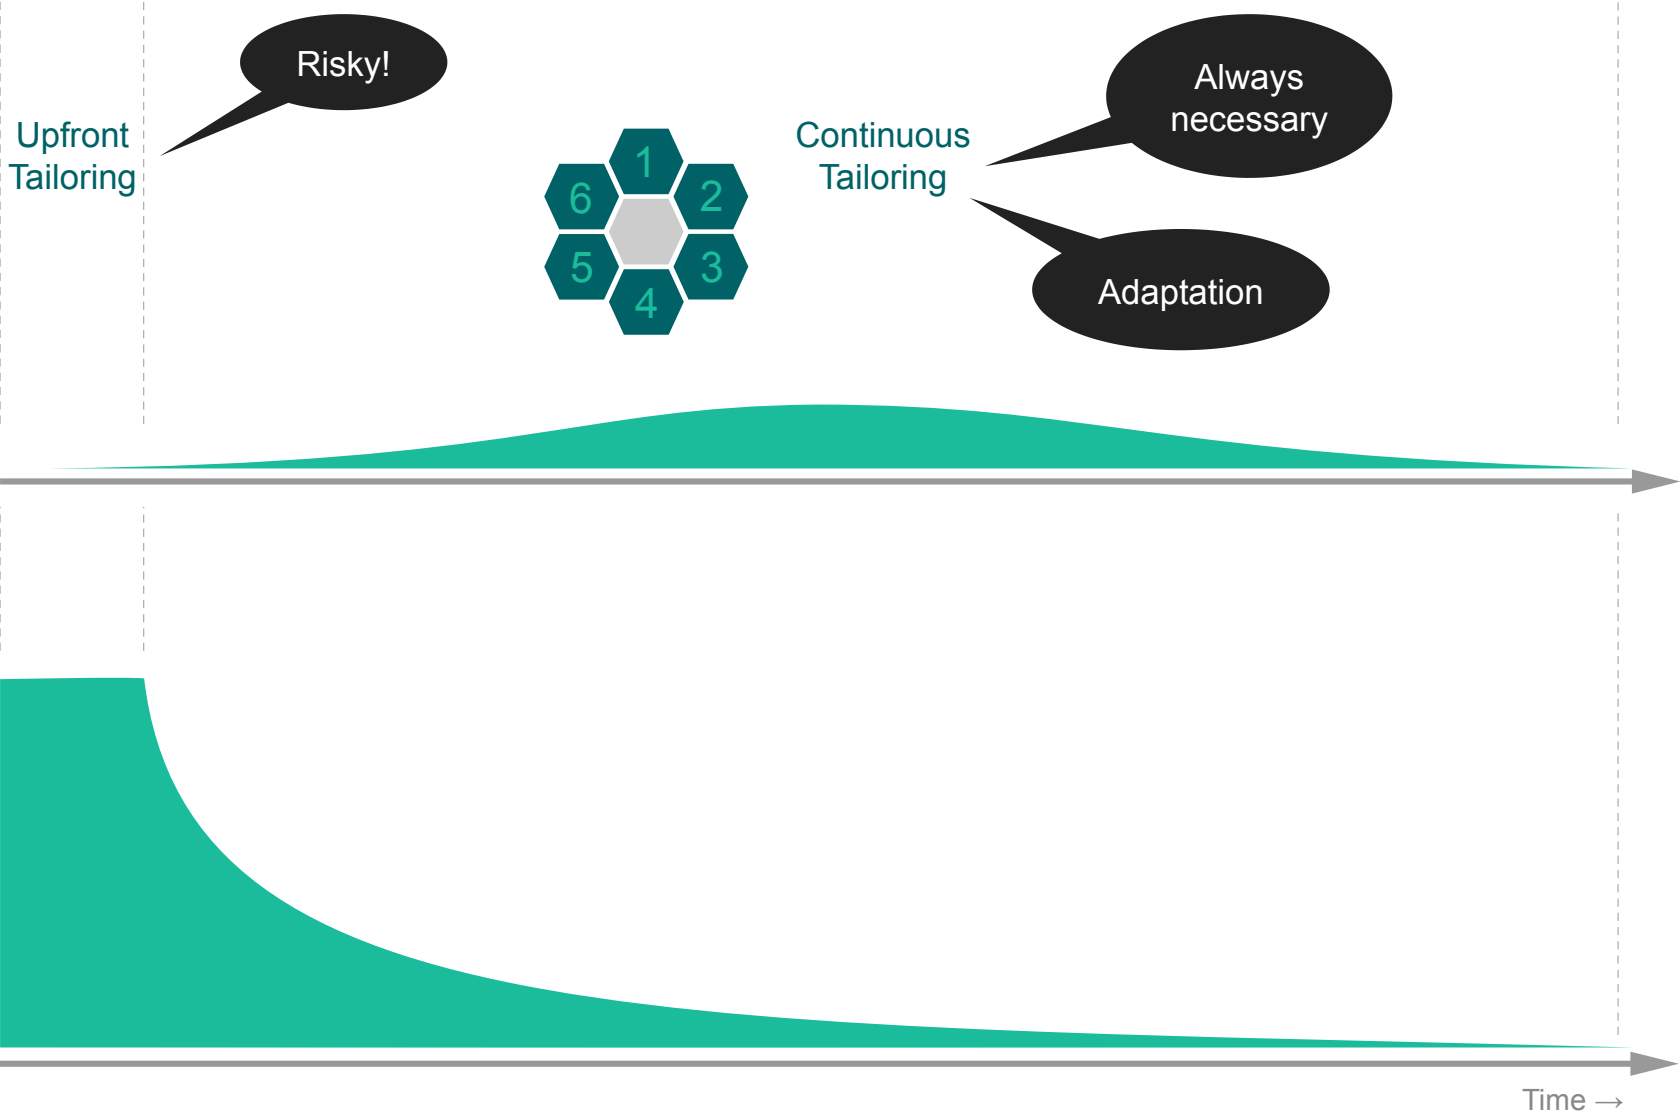 Risky!
Upfront
Tailoring
1
2
3
4
5
6
Continuous
Tailoring
Always
necessary
Adaptation
Time →